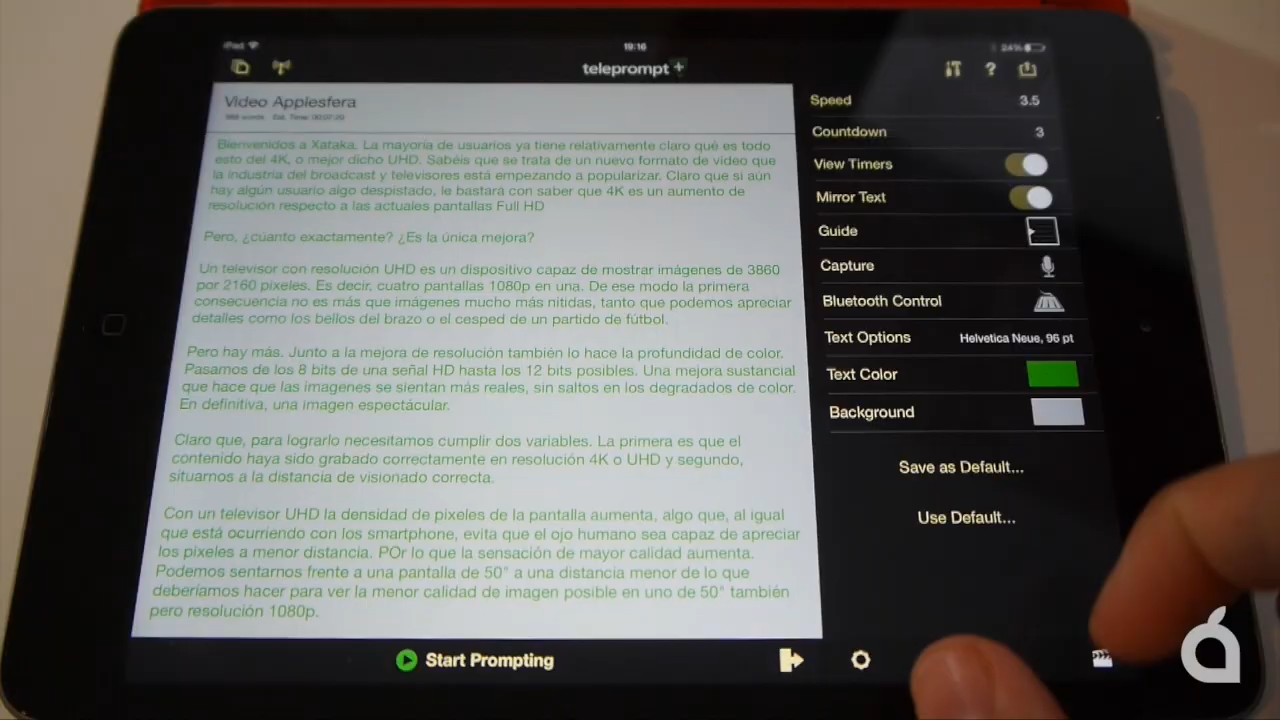 iPad
19:16
24%
teleprompt+
?
Video Applesfera
988 words Est. Time: 00:07:20
Bienvenidos a Xataka. La mayoría de usuarios ya tiene relativamente claro qué es todo
esto del 4K, o mejor dicho UHD. Sabéis que se trata de un nuevo formato de vídeo que
la industria del broadcast y televisores está empezando a popularizar. Claro que si aún
hay algún usuario algo despistado, le bastará con saber que 4K es un aumento de
resolución respecto a las actuales pantallas Full HD
Pero, ¿cúanto exactamente? ¿Es la única mejora?
Un televisor con resolución UHD es un dispositivo capaz de mostrar imágenes de 3860
por 2160 píxeles. Es decir, cuatro pantallas 1080p en una. De ese modo la primera
consecuencia no es más que imágenes mucho más nítidas, tanto que podemos apreciar
detalles como los bellos del brazo o el cesped de un partido de fútbol.
Pero hay más. Junto a la mejora de resolución también lo hace la profundidad de color.
Pasamos de los 8 bits de una señal HD hasta los 12 bits posibles. Una mejora sustancial
que hace que las imagenes se sientan más reales, sin saltos en los degradados de color.
En definitiva, una imagen espectácular.
Claro que, para lograrlo necesitamos cumplir dos variables. La primera es que el
contenido haya sido grabado correctamente en resolución 4K o UHD y segundo,
situarnos a la distancia de visionado correcta.
Con un televisor UHD la densidad de pixeles de la pantalla aumenta, algo que, al igual
que está ocurriendo con los smartphone, evita que el ojo humano sea capaz de apreciar
los píxeles a menor distancia. POr lo que la sensación de mayor calidad aumenta.
Podemos sentarnos frente a una pantalla de 50" a una distancia menor de lo que
deberíamos hacer para ver la menor calidad de imagen posible en uno de 50" también
pero resolución 1080p.
Speed 3.5
Countdown 3
View Timers
Mirror Text
Guide
Capture
Bluetooth Control
Text Options Helvetica Neue, 96 pt
Text Color
Background
Save as Default...
Use Default...
Start Prompting